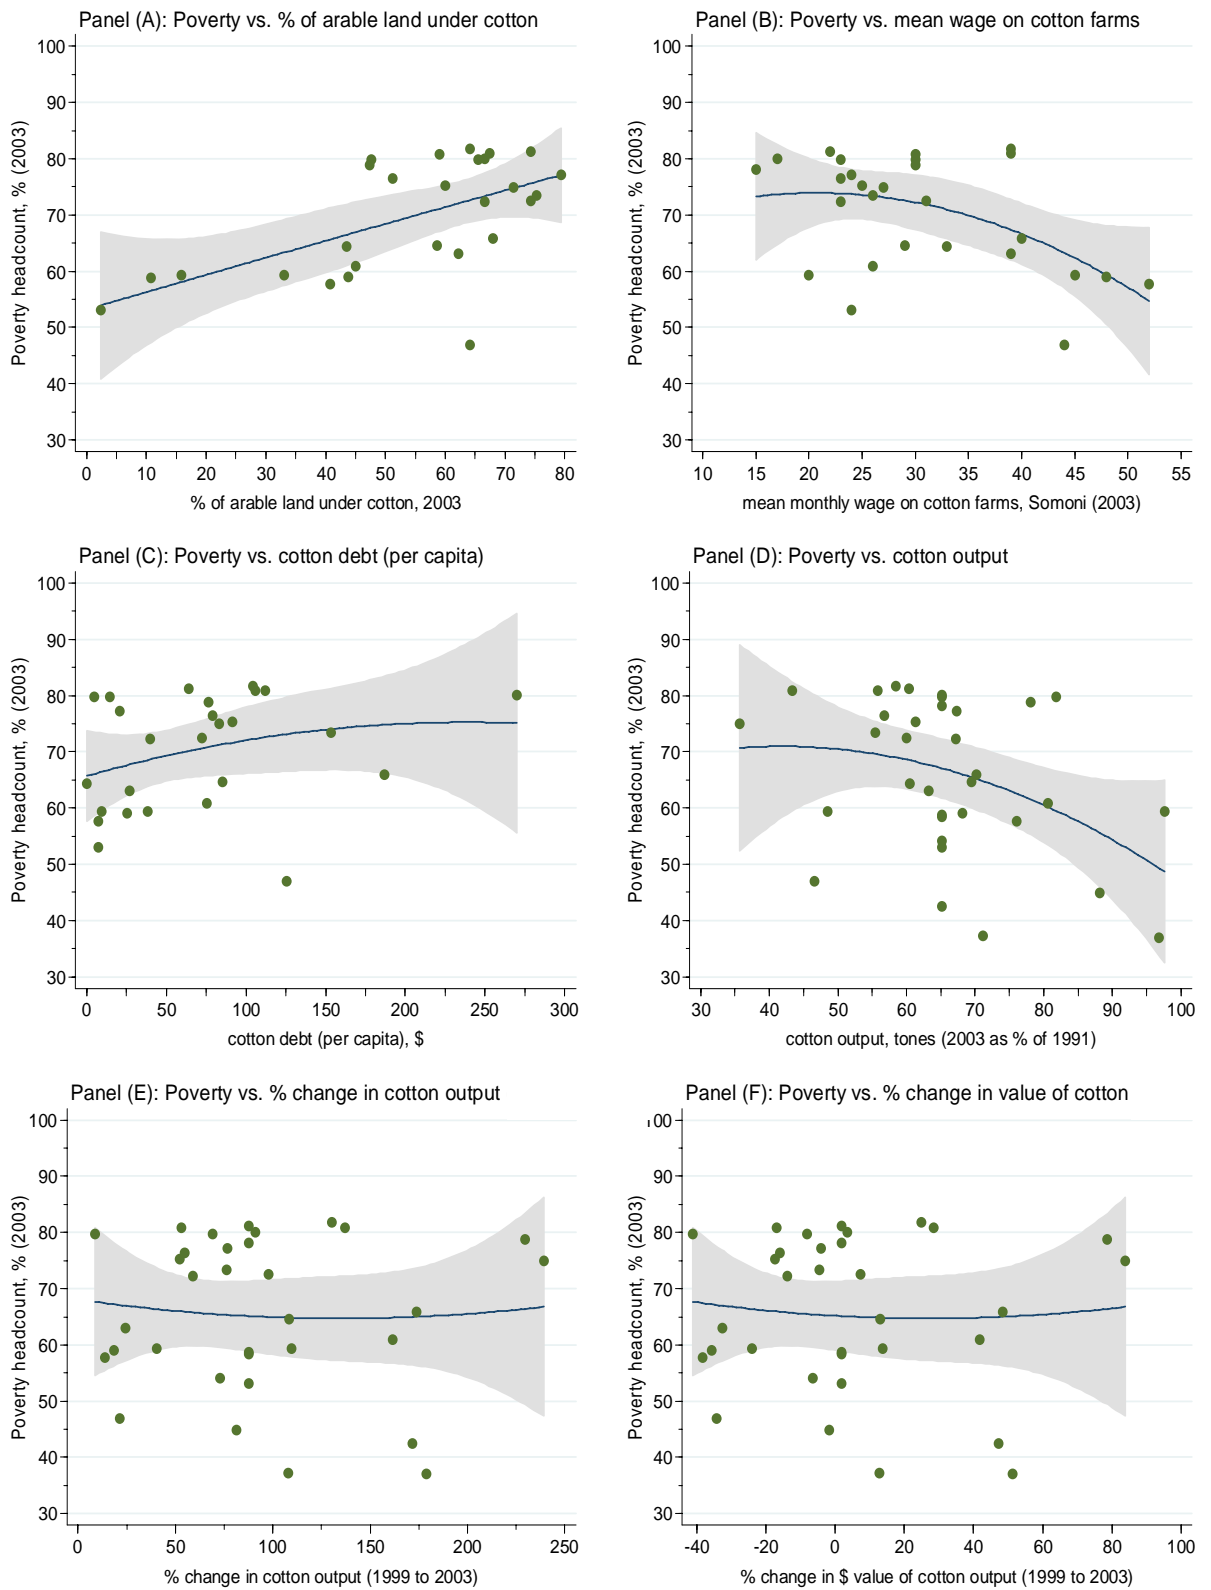 Panel (A): Poverty vs. % of arable land under cotton
Poverty headcount, % (2003)
100
90
80
70
60
50
40
30
0 10 20 30 40 50 60 70 80
% of arable land under cotton, 2003
Panel (B): Poverty vs. mean wage on cotton farms
Poverty headcount, % (2003)
100
90
80
70
60
50
40
30
10 15 20 25 30 35 40 45 50 55
mean monthly wage on cotton farms, Somoni (2003)
Panel (C): Poverty vs. cotton debt (per capita)
Poverty headcount, % (2003)
100
90
80
70
60
50
40
30
0 50 100 150 200 250 300
cotton debt (per capita), $
Panel (D): Poverty vs. cotton output
Poverty headcount, % (2003)
100
90
80
70
60
50
40
30
30 40 50 60 70 80 90 100
cotton output, tones (2003 as % of 1991)
Panel (E): Poverty vs. % change in cotton output
Poverty headcount, % (2003)
100
90
80
70
60
50
40
30
0 50 100 150 200 250
% change in cotton output (1999 to 2003)
Panel (F): Poverty vs. % change in value of cotton
Poverty headcount, % (2003)
100
90
80
70
60
50
40
30
-40 -20 0 20 40 60 80 100
% change in $ value of cotton output (1999 to 2003)